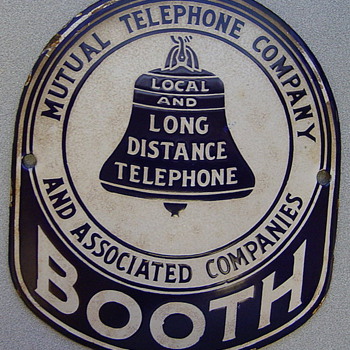 MUTUAL TELEPHONE COMPANY
LOCAL
AND
LONG
DISTANCE
TELEPHONE
AND ASSOCIATED COMPANIES
BOOTH